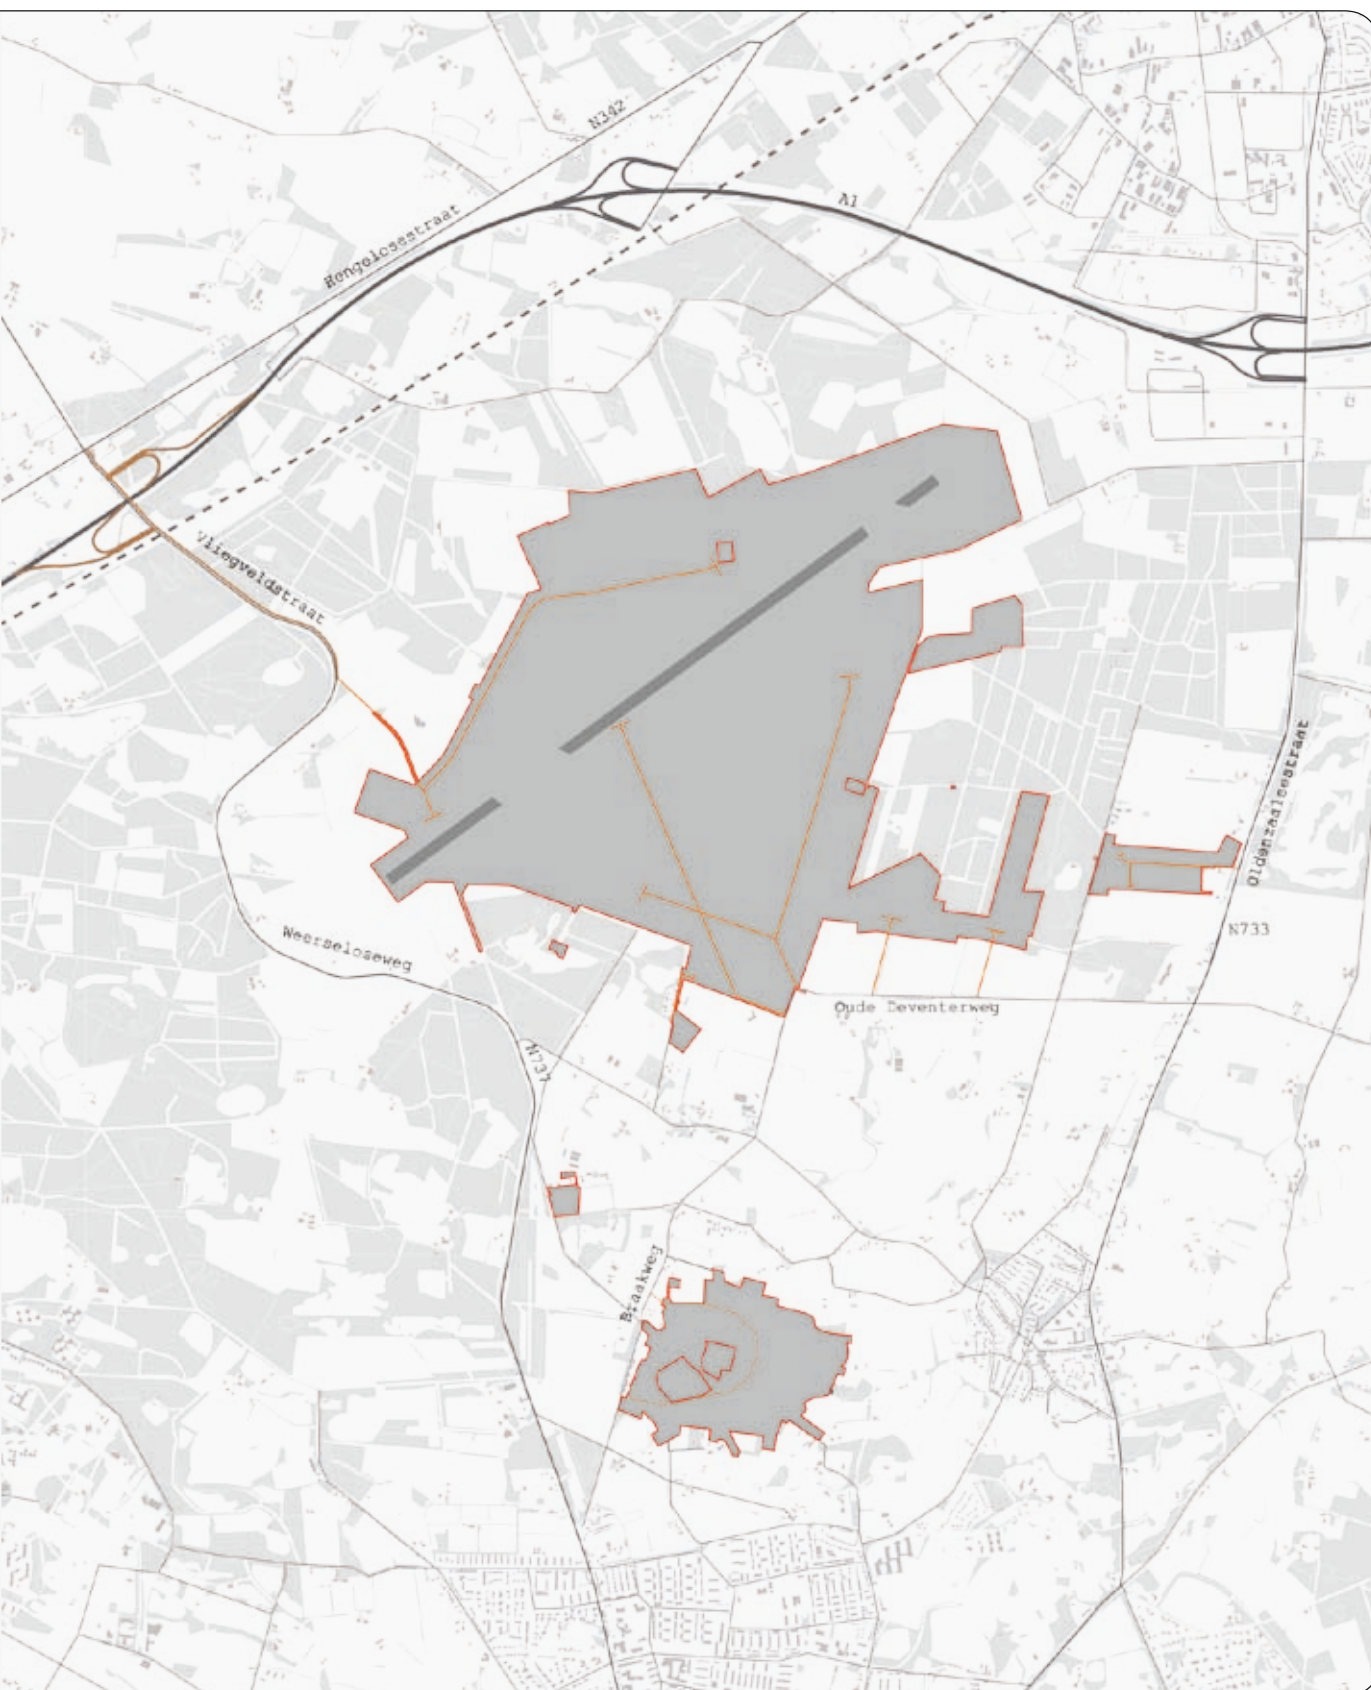 N342
A1
Hengelosestraat
Vliegveldstraat
Oldenzaalsestraat
N733
Weerseloseweg
Oude Deventerweg
N737
Braakweg